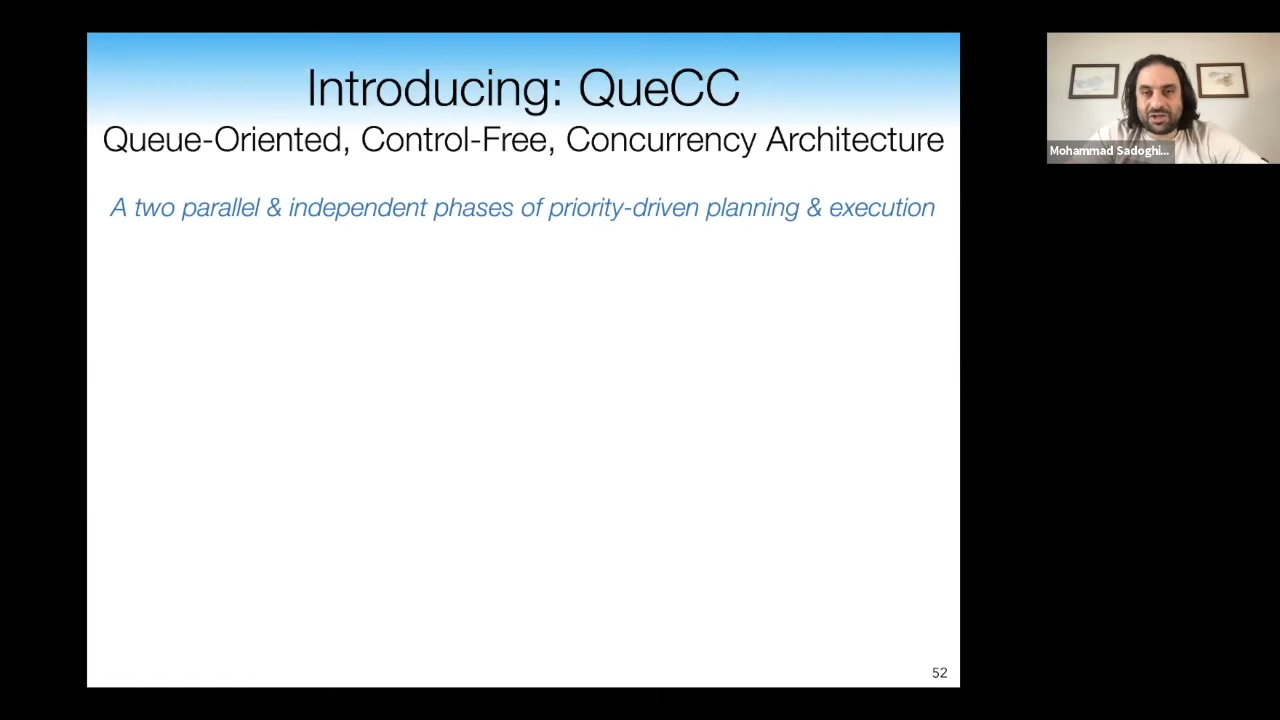 Introducing: QueCC
Queue-Oriented, Control-Free, Concurrency Architecture
A two parallel & independent phases of priority-driven planning & execution
52
Mohammad Sadoghi...